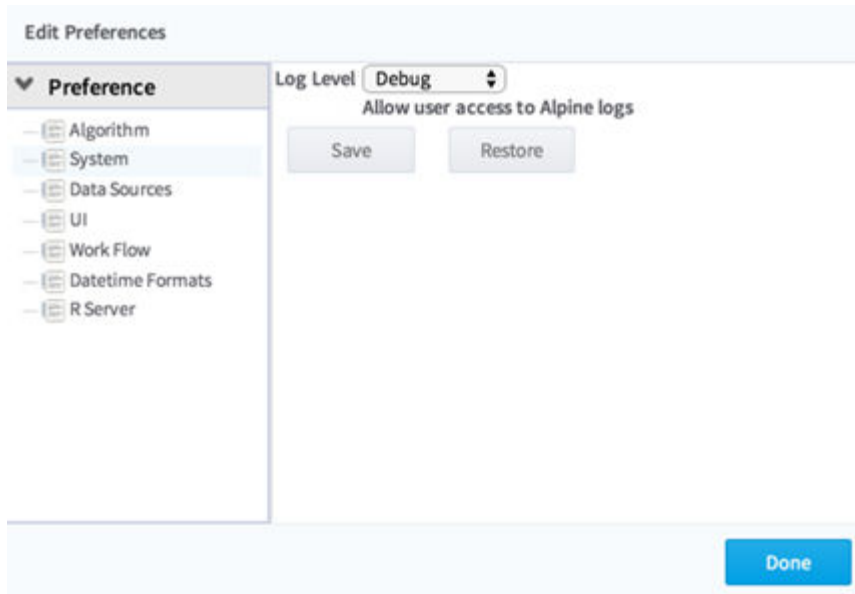 Edit Preferences
Preference
Algorithm
System
Data Sources
UI
Work Flow
Datetime Formats
R Server
Log Level Debug
Allow user access to Alpine logs
Save Restore
Done